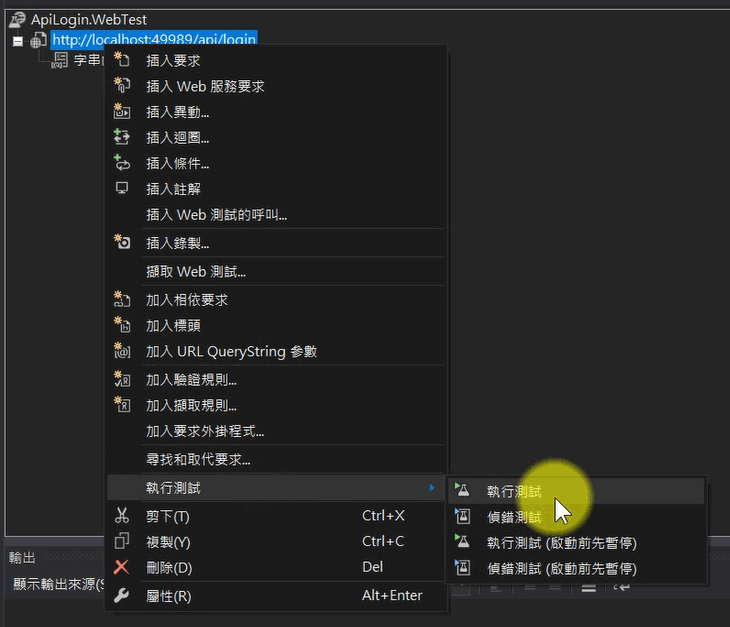 ApiLogin.WebTest
http://localhost:49989/api/login
字串
插入要求
插入 Web 服務要求
插入異動...
插入迴圈...
插入條件...
插入註解
插入 Web 測試的呼叫...
插入錄製...
擷取 Web 測試...
加入相依要求
加入標頭
加入 URL QueryString 參數
加入驗證規則...
加入擷取規則...
加入要求外掛程式...
尋找和取代要求...
執行測試
執行測試
偵錯測試
執行測試 (啟動前先暫停)
偵錯測試 (啟動前先暫停)
剪下(T) Ctrl+X
複製(Y) Ctrl+C
刪除(D) Del
屬性(R) Alt+Enter
輸出
顯示輸出來源(S